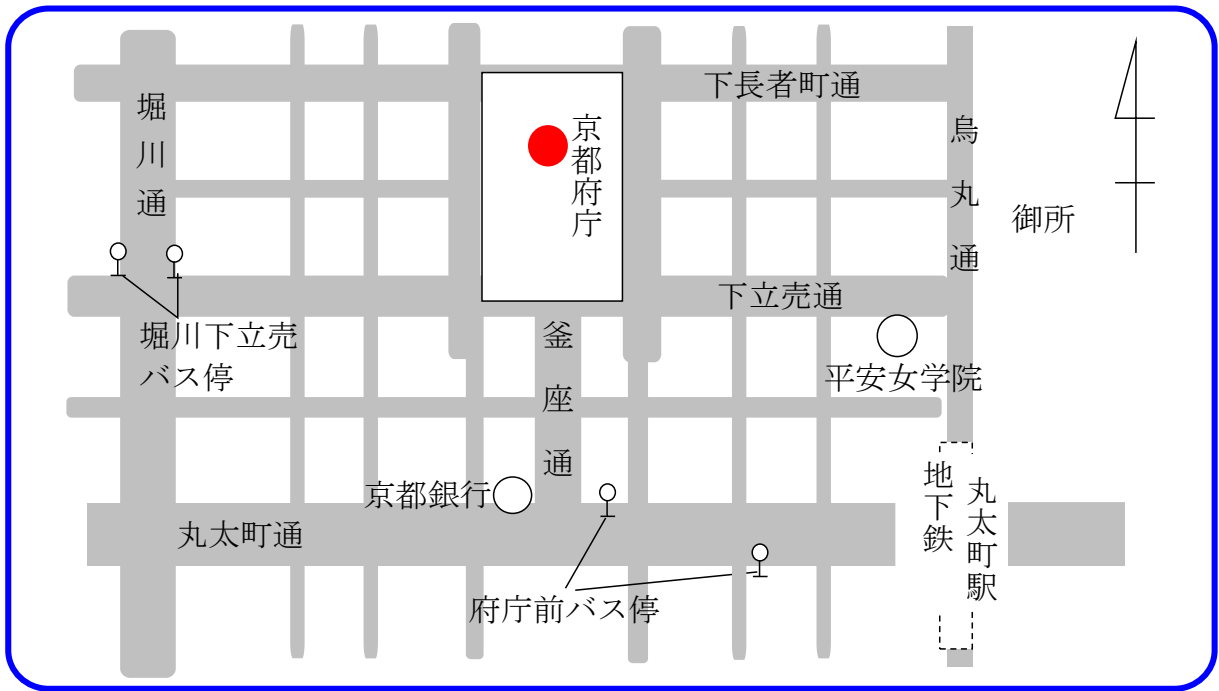 下長者町通
堀川通
京都府庁
烏丸通
御所
下立売通
堀川下立売
バス停
釜座通
平安女学院
京都銀行
地下鉄
丸太町駅
丸太町通
府庁前バス停